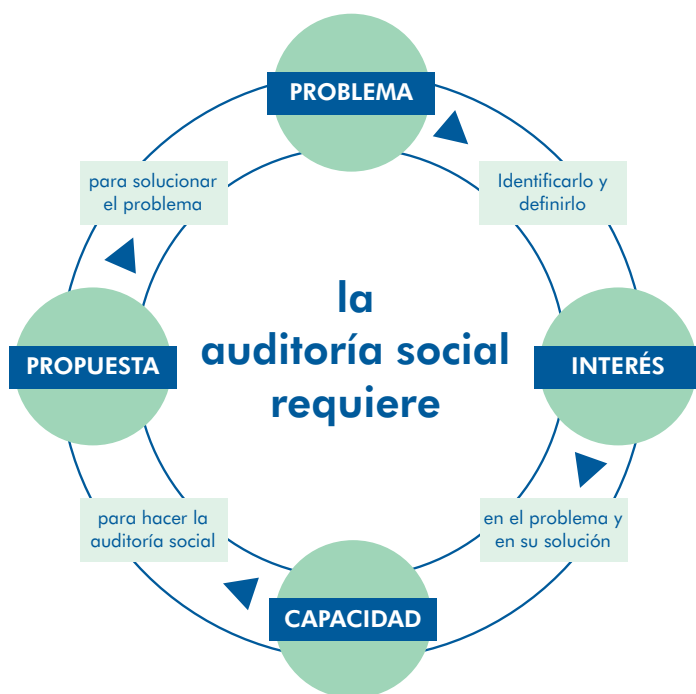 PROBLEMA
para solucionar
el problema
Identificarlo y
definirlo
la
auditoría social
requiere
PROPUESTA
INTERÉS
para hacer la
auditoría social
en el problema y
en su solución
CAPACIDAD